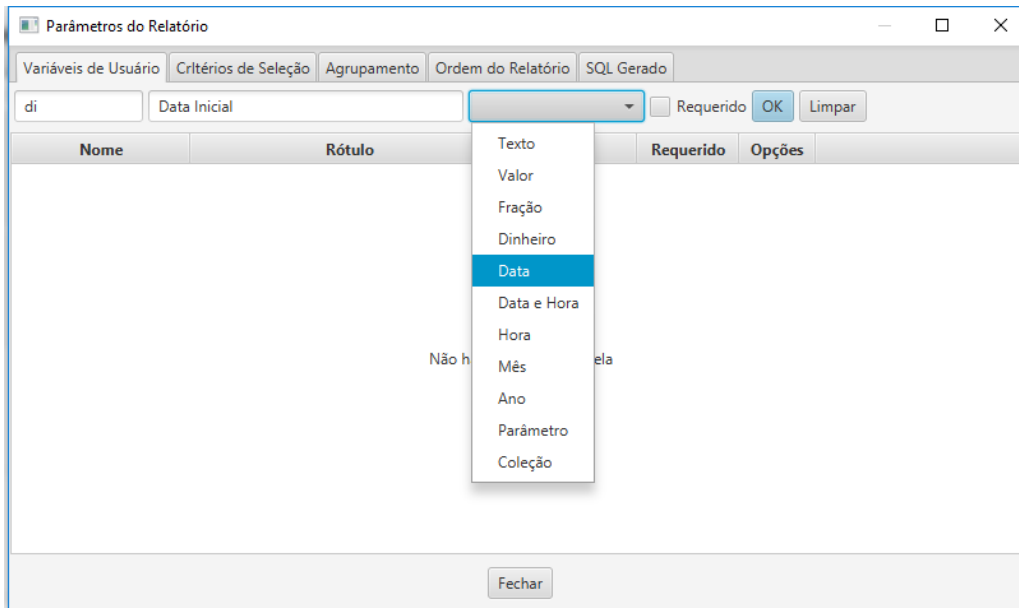 Parâmetros do Relatório
Variáveis de Usuário CrItérios de Seleção Agrupamento Ordem do Relatório SQL Gerado
di Data Inicial Requerido OK Limpar
Nome Rótulo Requerido Opções
Texto
Valor
Fração
Dinheiro
Data
Data e Hora
Hora
Não h ela
Mês
Ano
Parâmetro
Coleção
Fechar